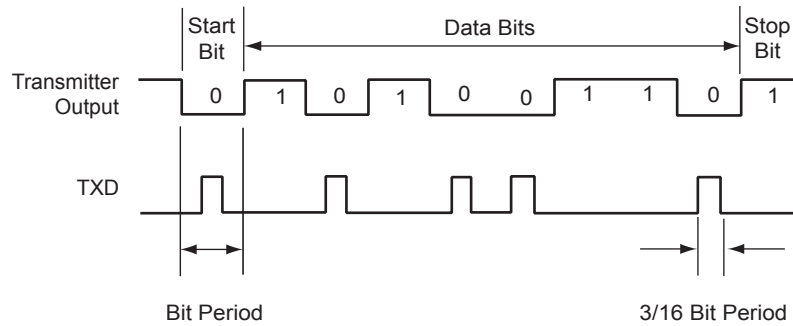 Start
Bit
Data Bits
Stop
Bit
Transmitter
Output
0 1 0 1 0 0 1 1 0 1
TXD
Bit Period
3/16 Bit Period